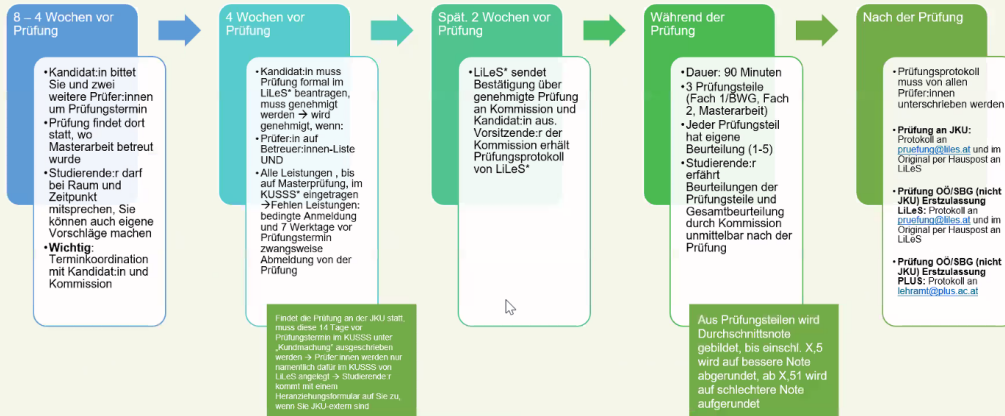 8 – 4 Wochen vor
Prüfung
•Kandidat:in bittet
Sie und zwei
weitere Prüfer:innen
um Prüfungstermin
•Prüfung findet dort
statt, wo
Masterarbeit betreut
wurde
•Studierende:r darf
bei Raum und
Zeitpunkt
mitsprechen, Sie
können auch eigene
Vorschläge machen
•Wichtig:
Terminkoordination
mit Kandidat:in und
Kommission
4 Wochen vor
Prüfung
•Kandidat:in muss
Prüfung formal im
LiLeS* beantragen,
muss genehmigt
werden → wird
genehmigt, wenn:
•Prüfer:in auf
Betreuer:innen-Liste
UND
•Alle Leistungen , bis
auf Masterprüfung, im
KUSSS* eingetragen
→Fehlen Leistungen:
bedingte Anmeldung
und 7 Werktage vor
Prüfungstermin
zwangsweise
Abmeldung von der
Prüfung
Findet die Prüfung an der JKU statt,
muss diese 14 Tage vor
Prüfungstermin im KUSSS unter
„Kundmachung" ausgeschrieben
werden → Prüfer:innen werden nur
namentlich dafür im KUSSS von
LiLeS angelegt → Studierende:r
kommt mit einem
Heranziehungsformular auf Sie zu,
wenn Sie JKU-extern sind
Spät. 2 Wochen vor
Prüfung
•LiLeS* sendet
Bestätigung über
genehmigte Prüfung
an Kommission und
Kandidat:in aus.
Vorsitzende:r der
Kommission erhält
Prüfungsprotokoll
von LiLeS*
Während der
Prüfung
•Dauer: 90 Minuten
•3 Prüfungsteile
(Fach 1/BWG, Fach
2, Masterarbeit)
•Jeder Prüfungsteil
hat eigene
Beurteilung (1-5)
•Studierende:r
erfährt
Beurteilungen der
Prüfungsteile und
Gesamtbeurteilung
durch Kommission
unmittelbar nach der
Prüfung
Aus Prüfungsteilen wird
Durchschnittsnote
gebildet, bis einschl. X,5
wird auf bessere Note
abgerundet, ab X,51 wird
auf schlechtere Note
aufgerundet
Nach der Prüfung
•Prüfungsprotokoll
muss von allen
Prüfer:innen
unterschrieben werden
•Prüfung an JKU:
Protokoll an
pruefung@liles.at und im
Original per Hauspost an
LiLeS
•Prüfung OÖ/SBG (nicht
JKU) Erstzulassung
LiLeS: Protokoll an
pruefung@liles.at und im
Original per Hauspost an
LiLeS
•Prüfung OÖ/SBG (nicht
JKU) Erstzulassung
PLUS: Protokoll an
lehramt@plus.ac.at